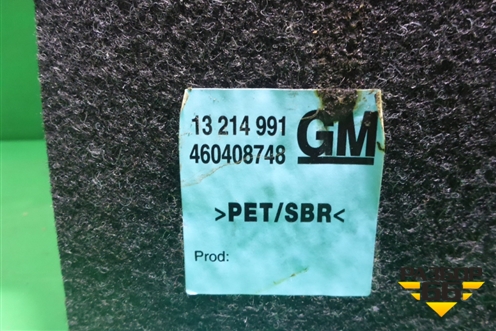 13 214 991 GM
460408748
>PET/SBR<
Prod: